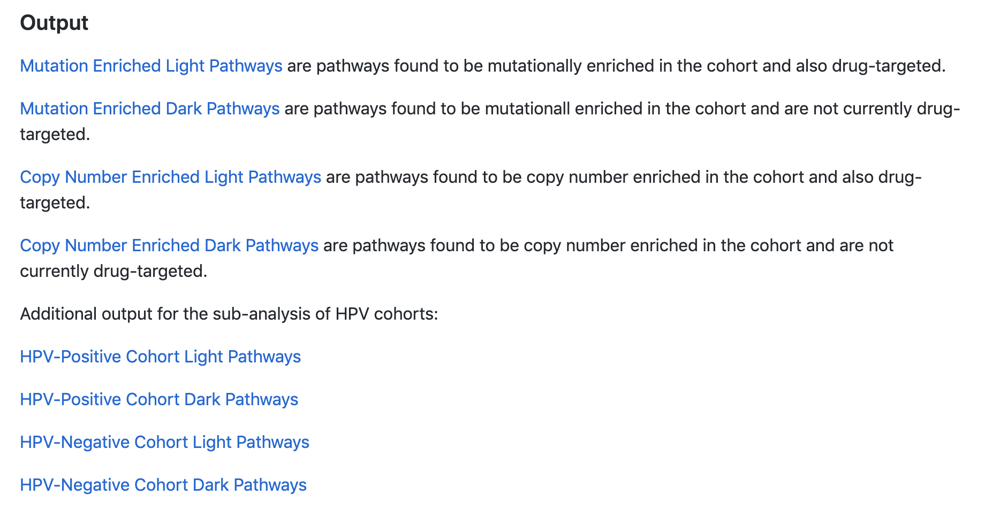 Output
Mutation Enriched Light Pathways are pathways found to be mutationally enriched in the cohort and also drug-targeted.
Mutation Enriched Dark Pathways are pathways found to be mutationall enriched in the cohort and are not currently drug-
targeted.
Copy Number Enriched Light Pathways are pathways found to be copy number enriched in the cohort and also drug-
targeted.
Copy Number Enriched Dark Pathways are pathways found to be copy number enriched in the cohort and are not
currently drug-targeted.
Additional output for the sub-analysis of HPV cohorts:
HPV-Positive Cohort Light Pathways
HPV-Positive Cohort Dark Pathways
HPV-Negative Cohort Light Pathways
HPV-Negative Cohort Dark Pathways